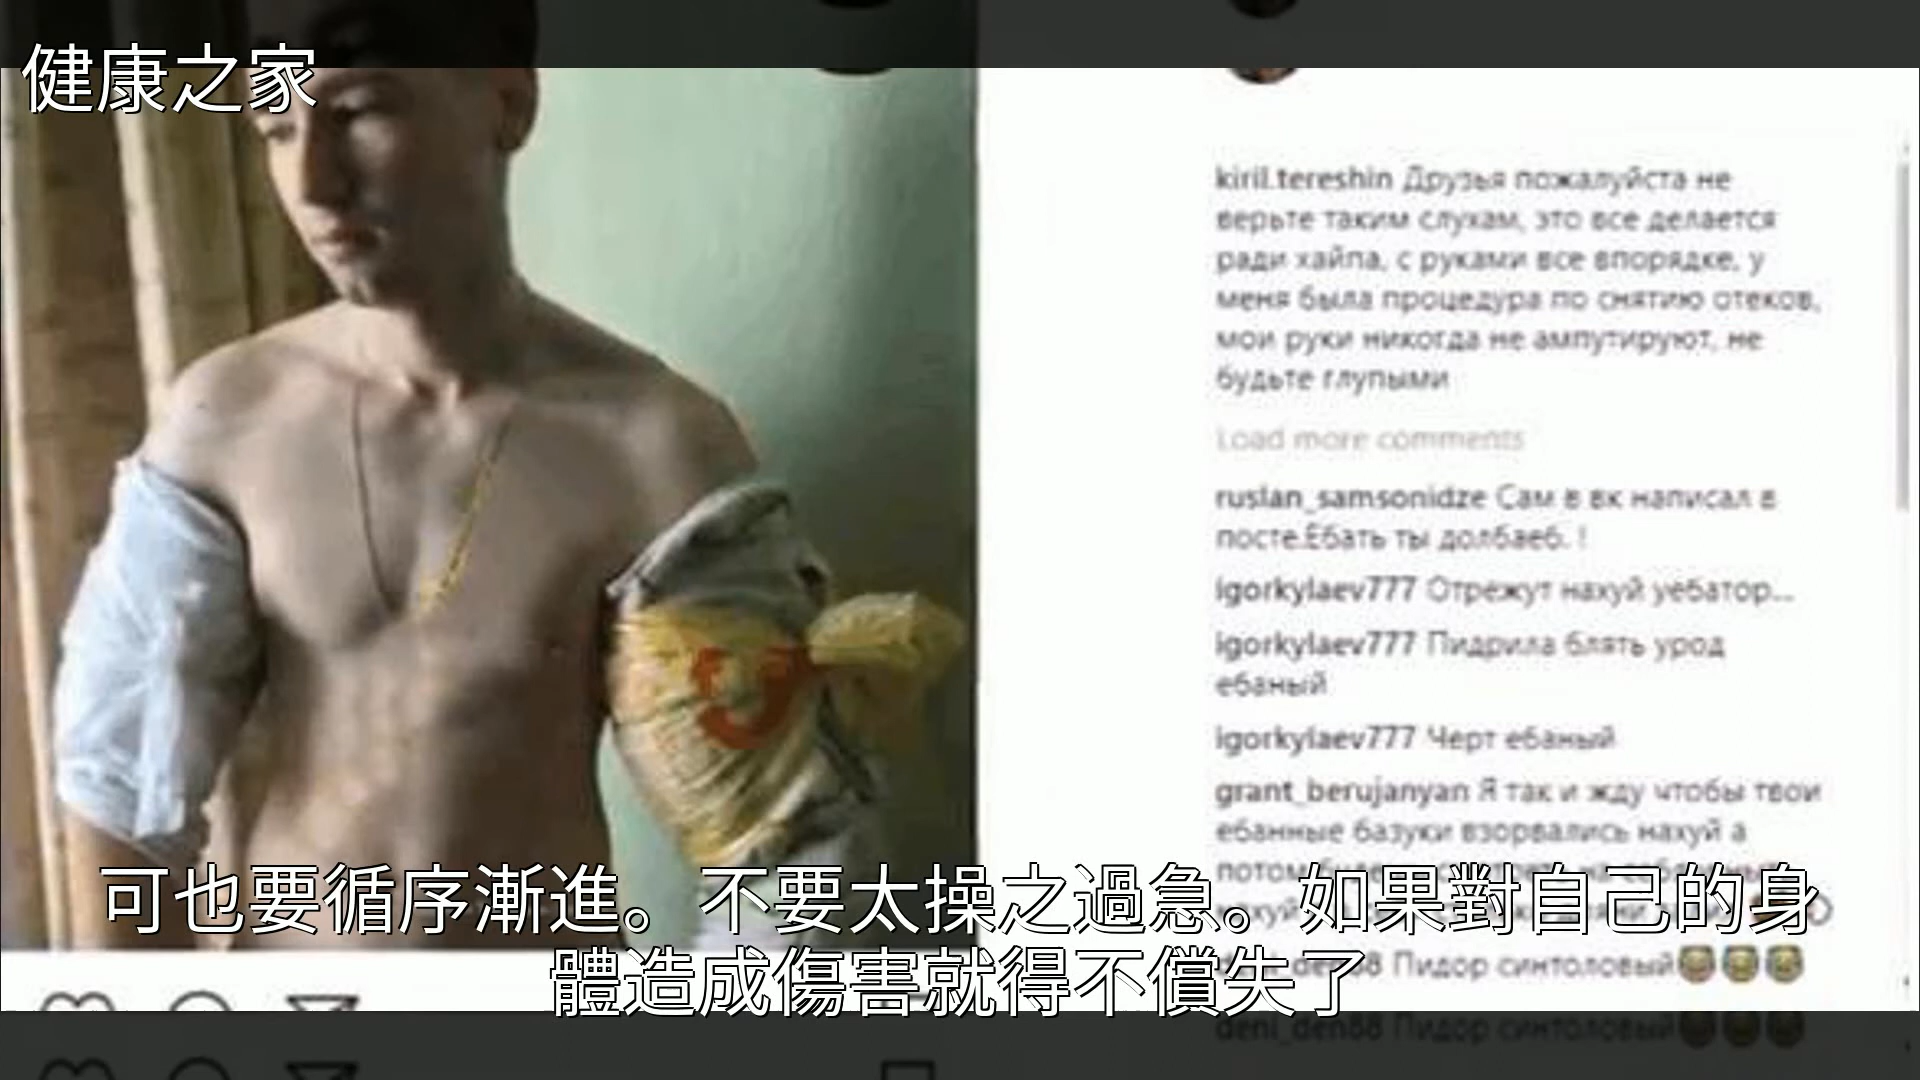 健康之家
kiril.tereshin Друзья пожалуйста не
верьте таким слухам, это все делается
ради хайпа, с руками все впорядке, у
меня была процедура по снятию отеков,
мои руки никогда не ампутируют, не
будьте глупыми
Load more comments
ruslan_samsonidze Сам в вк написал в
посте.Ебать ты долбаеб. !
igorkylaev777 Отрежут нахуй уебатор...
igorkylaev777 Пидрила блять урод
ебаный
igorkylaev777 Черт ебаный
grant_berujanyan Я так и жду чтобы твои
ебанные базуки взорвались нахуй а
可也要循序漸進。不要太操之過急。如果對自己的身
體造成傷害就得不償失了
Пидор синтоловый
deni_den88 Пидор синтоловый